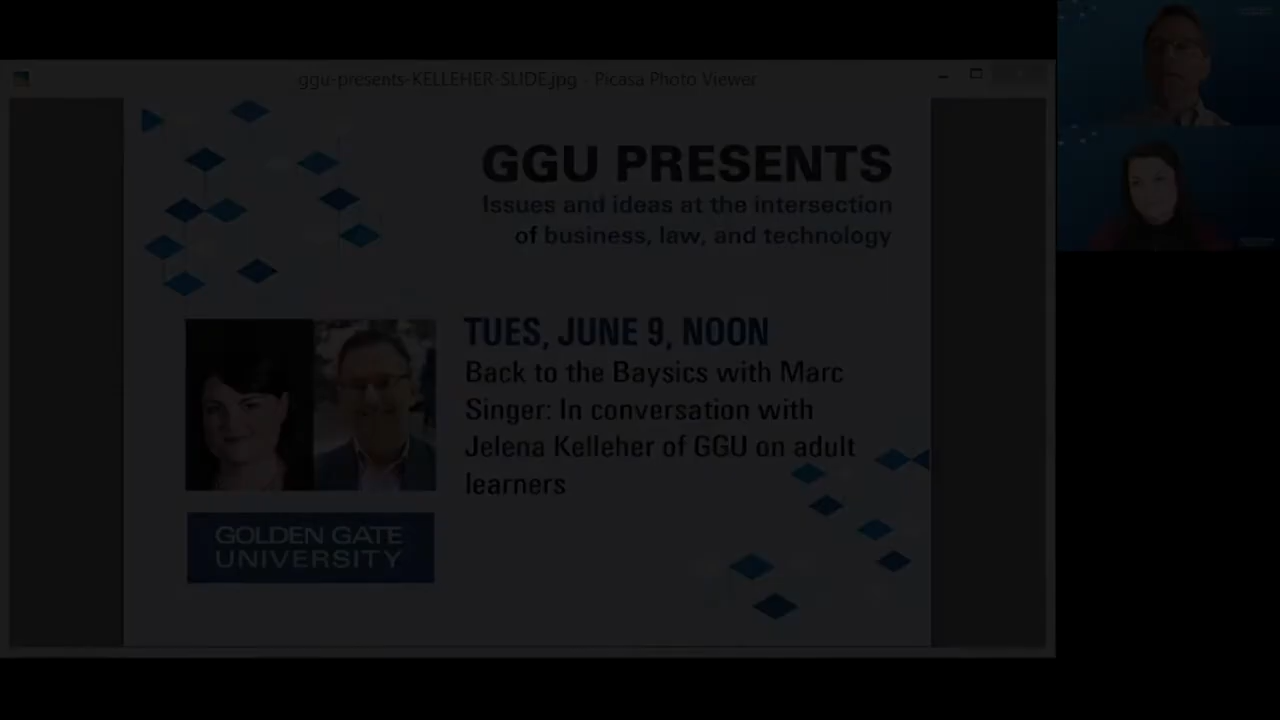 ggu-presents-KELLEHER-SLIDE.jpg - Picasa Photo Viewer
GGU PRESENTS
Issues and ideas at the intersection
of business, law, and technology
TUES, JUNE 9, NOON
Back to the Baysics with Marc
Singer: In conversation with
Jelena Kelleher of GGU on adult
learners
GOLDEN GATE
UNIVERSITY